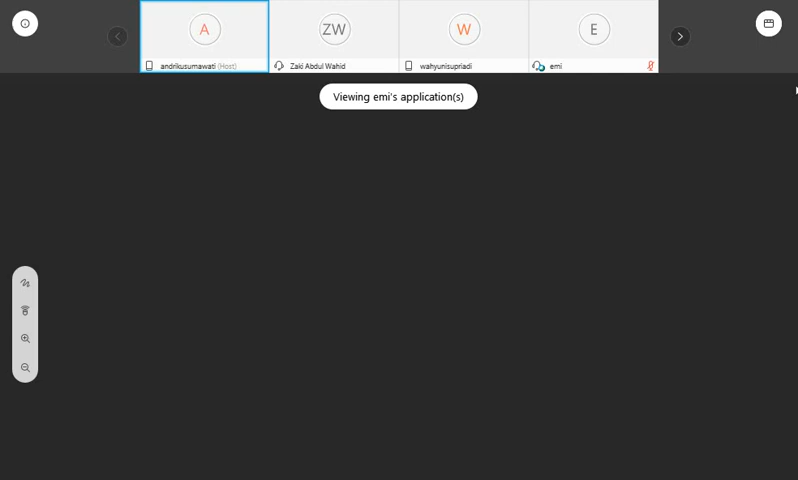 A
ZW
W
E
andrikusumawati (Host)
Zaki Abdul Wahid
wahyunisupriadi
emi
Viewing emi's application(s)